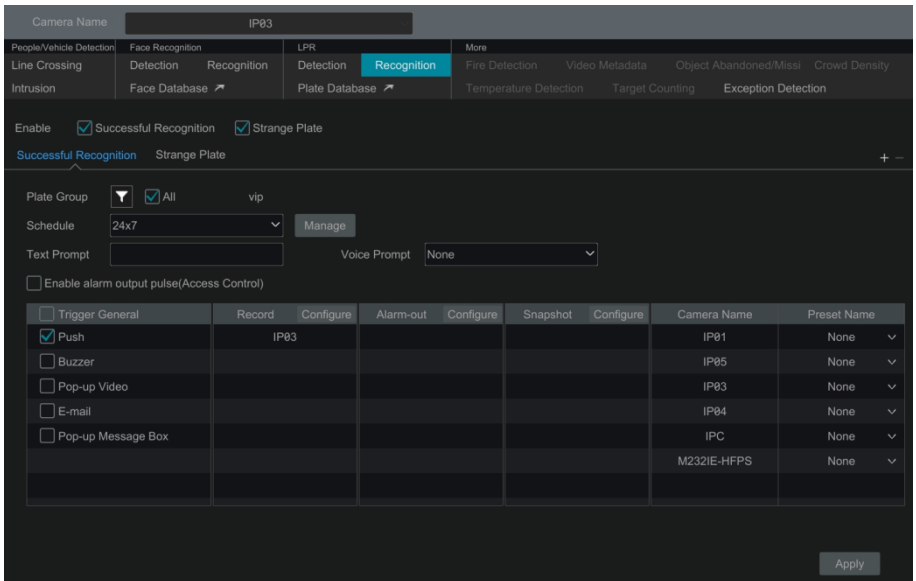 Camera Name IP03
People/Vehicle Detection Face Recognition LPR More
Line Crossing Detection Recognition Detection Recognition Fire Detection Video Metadata Object Abandoned/Missi Crowd Density
Intrusion Face Database Plate Database Temperature Detection Target Counting Exception Detection
Enable Successful Recognition Strange Plate
Successful Recognition Strange Plate + −
Plate Group All vip
Schedule 24x7 Manage
Text Prompt Voice Prompt None
Enable alarm output pulse(Access Control)
Trigger General Record Configure Alarm-out Configure Snapshot Configure Camera Name Preset Name
Push IP03 IP01 None
Buzzer IP05 None
Pop-up Video IP03 None
E-mail IP04 None
Pop-up Message Box IPC None
M232IE-HFPS None
Apply